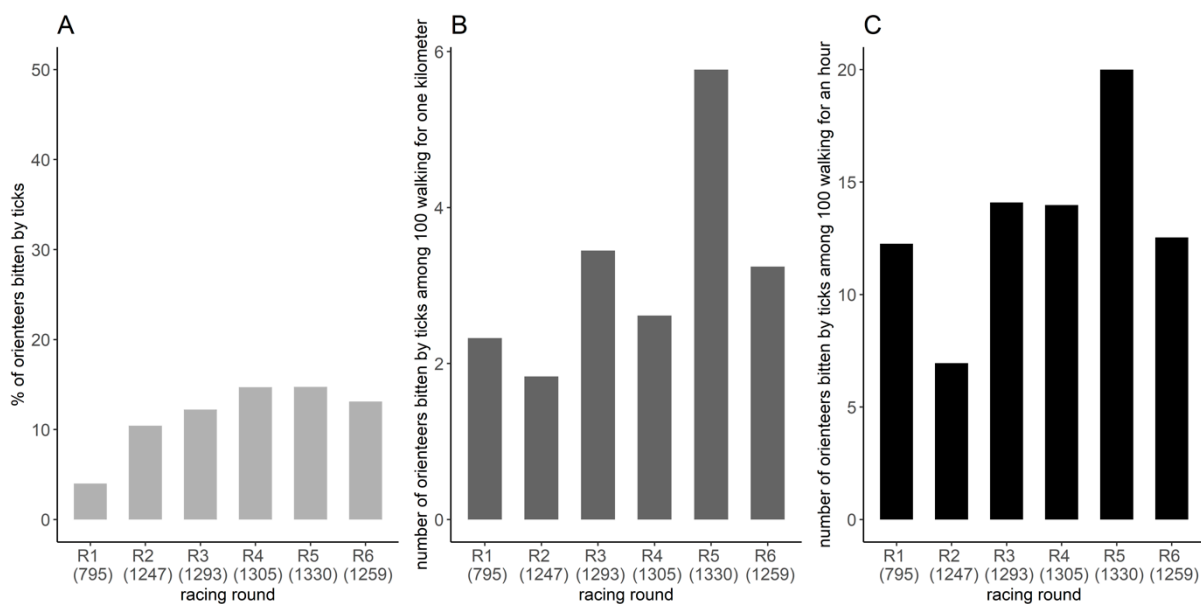 A
% of orienteers bitten by ticks
50
40
30
20
10
0
R1 R2 R3 R4 R5 R6
(795) (1247) (1293) (1305) (1330) (1259)
racing round
B
number of orienteers bitten by ticks among 100 walking for one kilometer
6
4
2
0
R1 R2 R3 R4 R5 R6
(795) (1247) (1293) (1305) (1330) (1259)
racing round
C
number of orienteers bitten by ticks among 100 walking for an hour
20
15
10
5
0
R1 R2 R3 R4 R5 R6
(795) (1247) (1293) (1305) (1330) (1259)
racing round